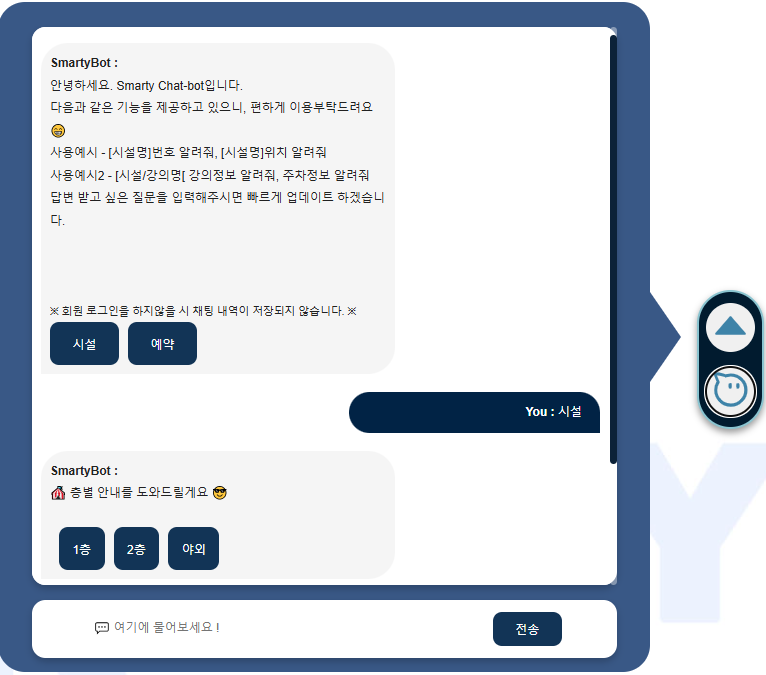 SmartyBot :
안녕하세요. Smarty Chat-bot입니다.
다음과 같은 기능을 제공하고 있으니, 편하게 이용부탁드려요
😁
사용예시 - [시설명]번호 알려줘, [시설명]위치 알려줘
사용예시2 - [시설/강의명[ 강의정보 알려줘, 주차정보 알려줘
답변 받고 싶은 질문을 입력해주시면 빠르게 업데이트 하겠습니
다.
※ 회원 로그인을 하지않을 시 채팅 내역이 저장되지 않습니다. ※
시설 예약
You : 시설
SmartyBot :
🎪 층별 안내를 도와드릴게요 😎
1층 2층 야외
💬 여기에 물어보세요 !
전송
Y